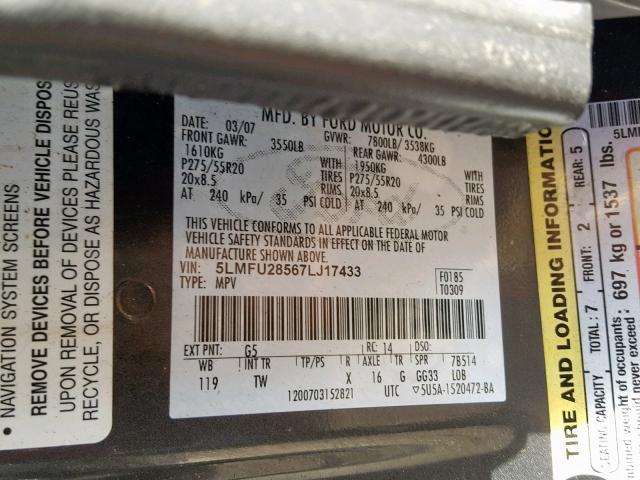 • NAVIGATION SYSTEM SCREENS
REMOVE DEVICES BEFORE VEHICLE DISPOS
UPON REMOVAL OF DEVICES PLEASE REUS
RECYCLE, OR DISPOSE AS HAZARDOUS WAS
MFD. BY FORD MOTOR CO.
DATE: 03/07 GVWR: 7800LB/ 3538KG
FRONT GAWR: 3550LB REAR GAWR: 4300LB
1610KG WITH 1950KG WITH
P275/55R20 TIRES P275/55R20 TIRES
20x8.5 RIMS 20x8.5 RIMS
AT 240 kPa/ 35 PSI COLD AT 240 kPa/ 35 PSI COLD
THIS VEHICLE CONFORMS TO ALL APPLICABLE FEDERAL MOTOR
VEHICLE SAFETY STANDARDS IN EFFECT ON THE DATE OF
MANUFACTURE SHOWN ABOVE.
VIN: 5LMFU28567LJ17433 F0185
TYPE: MPV T0309
EXT PNT: G5 RC: 14 DSO:
WB INT TR TP/PS R AXLE TR SPR 7B514
119 TW X 16 G GG33 LOB
1200703152821 UTC ▽5U5A-1520472-BA
5LM
TIRE AND LOADING INFORMATIO
SEATING CAPACITY TOTAL: 7 FRONT: 2 REAR: 5
never exceed: 697 kg or 1537 lbs.